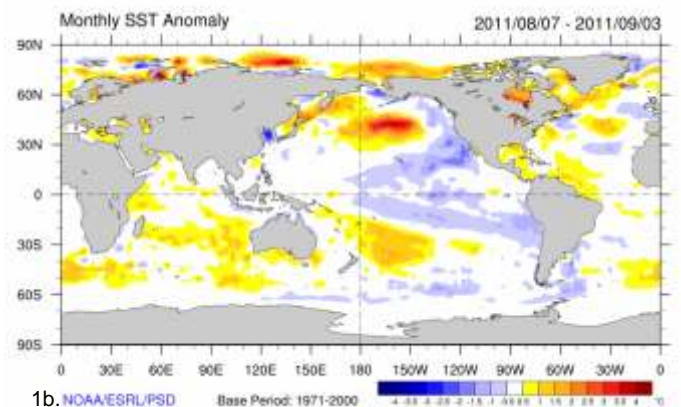 Monthly SST Anomaly 2011/08/07 - 2011/09/03
90N
60N
30N
0
30S
60S
90S
0 30E 60E 90E 120E 150E 180 150W 120W 90W 60W 30W 0
1b. NOAA/ESRL/PSD Base Period: 1971-2000